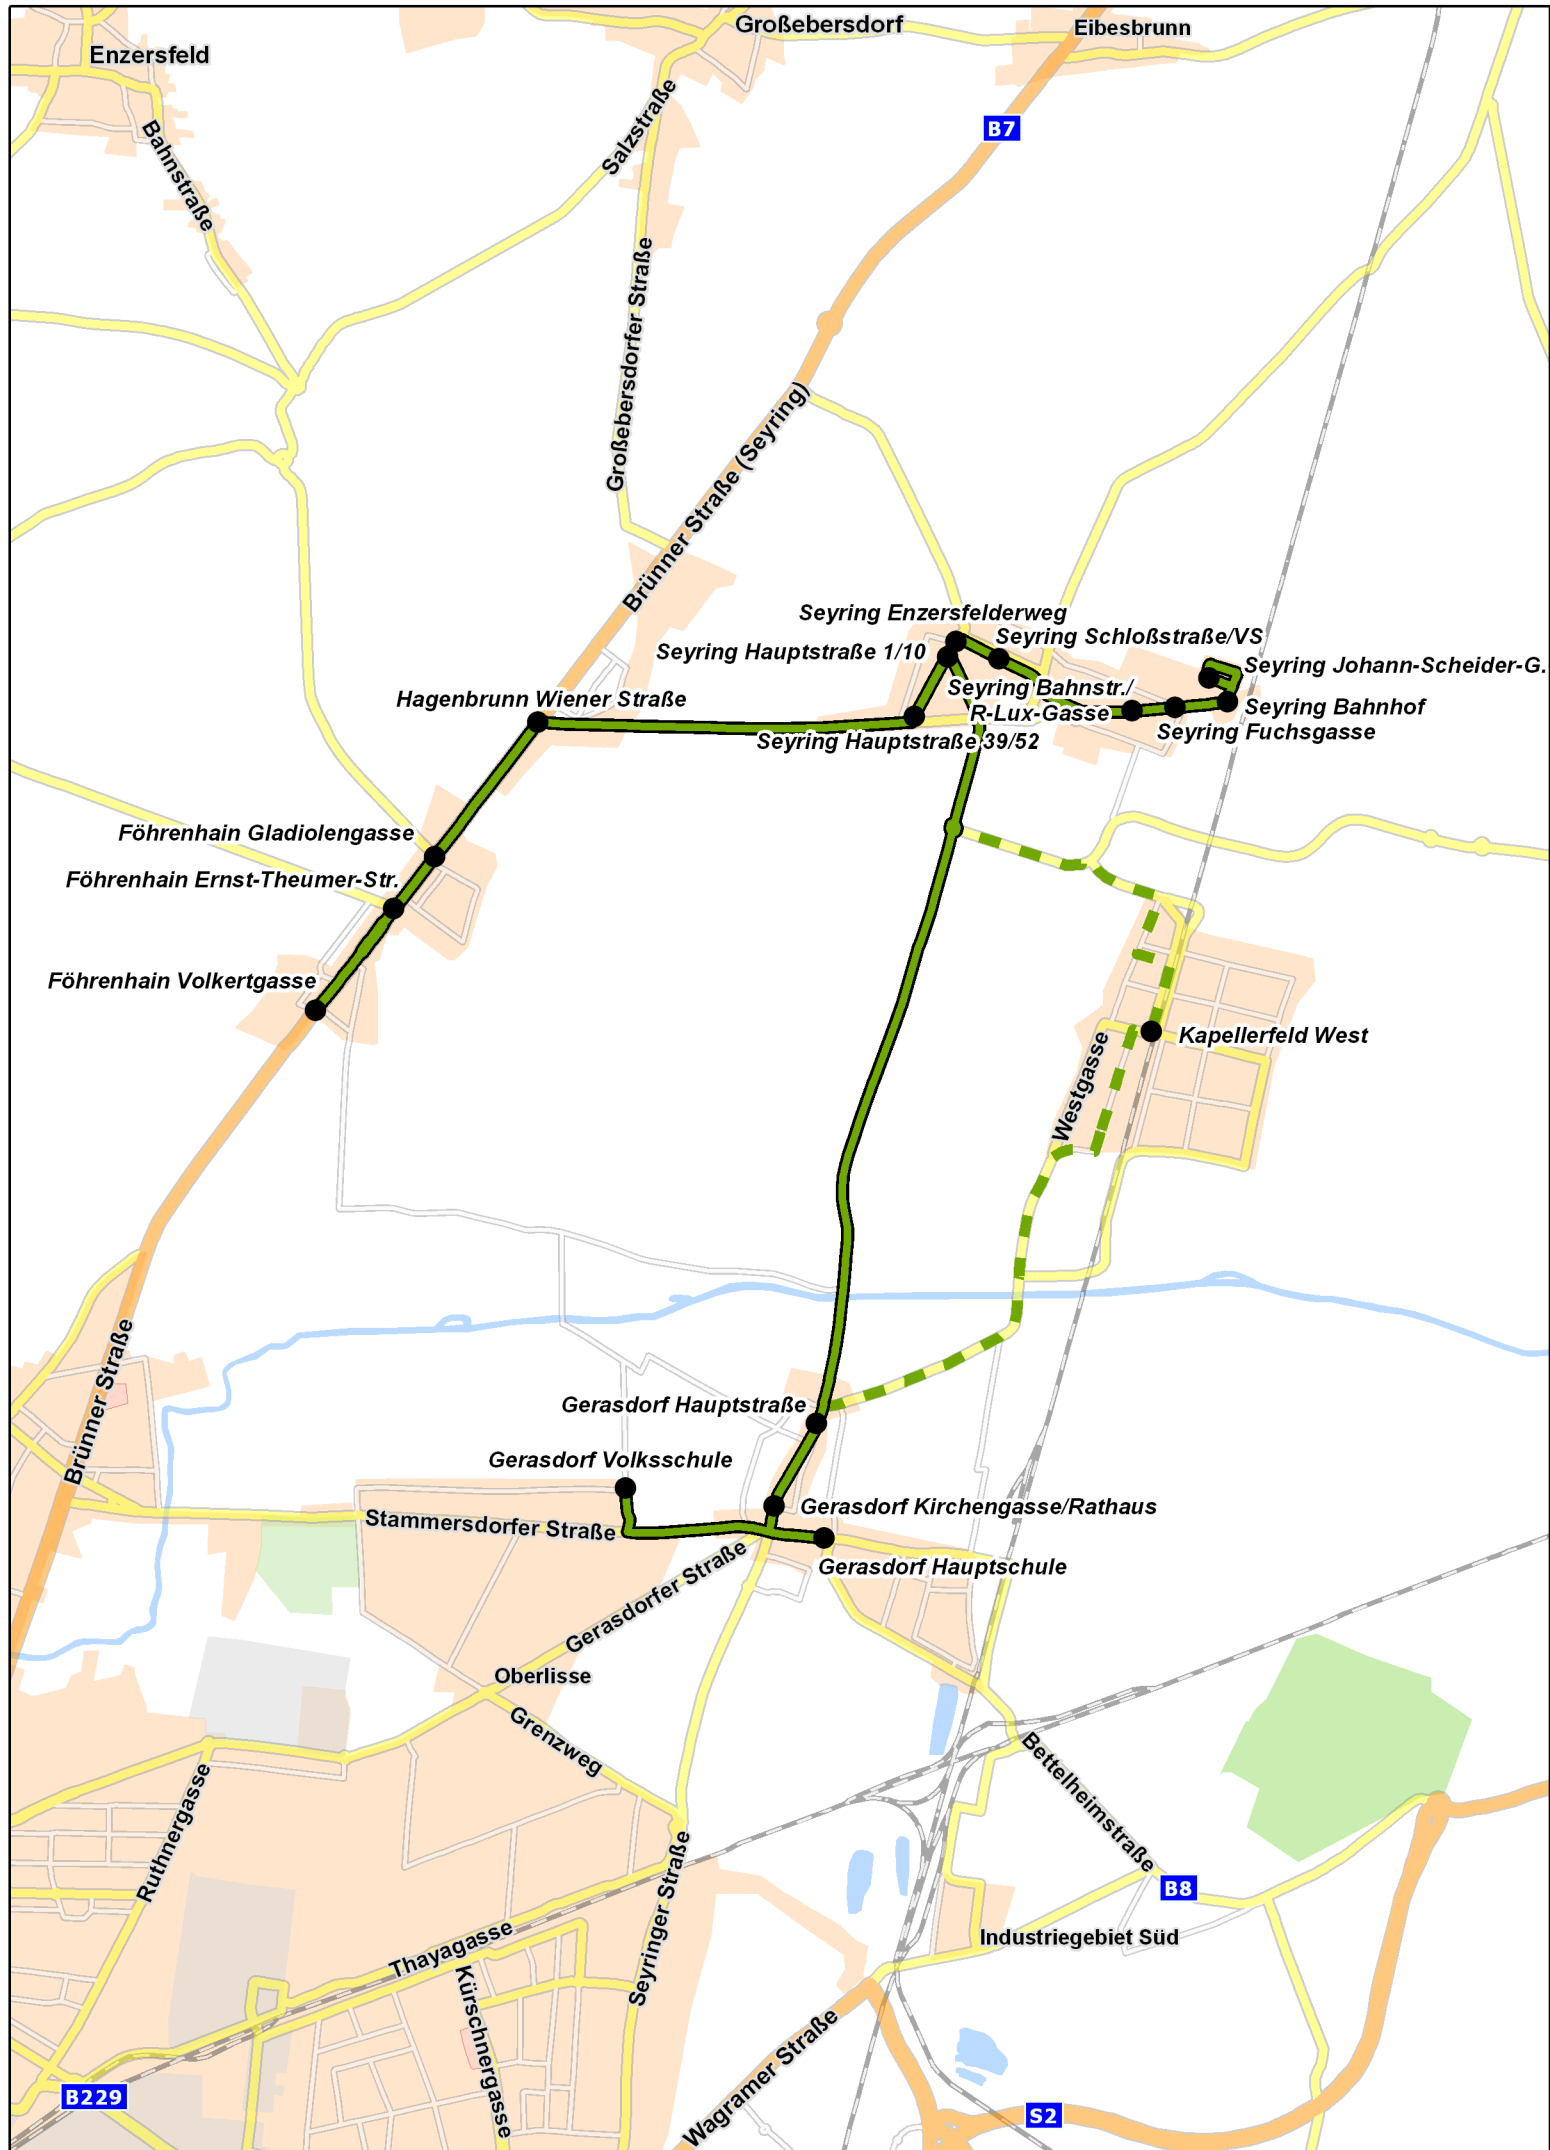 Großebersdorf
Eibesbrunn
Enzersfeld
B7
Salzstraße
Bahnstraße
Großebersdorfer Straße
Brünner Straße (Seyring)
Seyring Enzersfelderweg
Seyring Schloßstraße/VS
Seyring Hauptstraße 1/10
Seyring Johann-Scheider-G.
Seyring Bahnstr./
R-Lux-Gasse
Hagenbrunn Wiener Straße
Seyring Bahnhof
Seyring Fuchsgasse
Seyring Hauptstraße 39/52
Föhrenhain Gladiolengasse
Föhrenhain Ernst-Theumer-Str.
Föhrenhain Volkertgasse
Kapellerfeld West
Westgasse
Brünner Straße
Gerasdorf Hauptstraße
Gerasdorf Volksschule
Gerasdorf Kirchengasse/Rathaus
Stammersdorfer Straße
Gerasdorf Hauptschule
Gerasdorfer Straße
Oberlisse
Grenzweg
Bettelheimstraße
Ruthnergasse
Seyringer Straße
B8
Industriegebiet Süd
Thayagasse
Kürschnergasse
Wagramer Straße
B229
S2